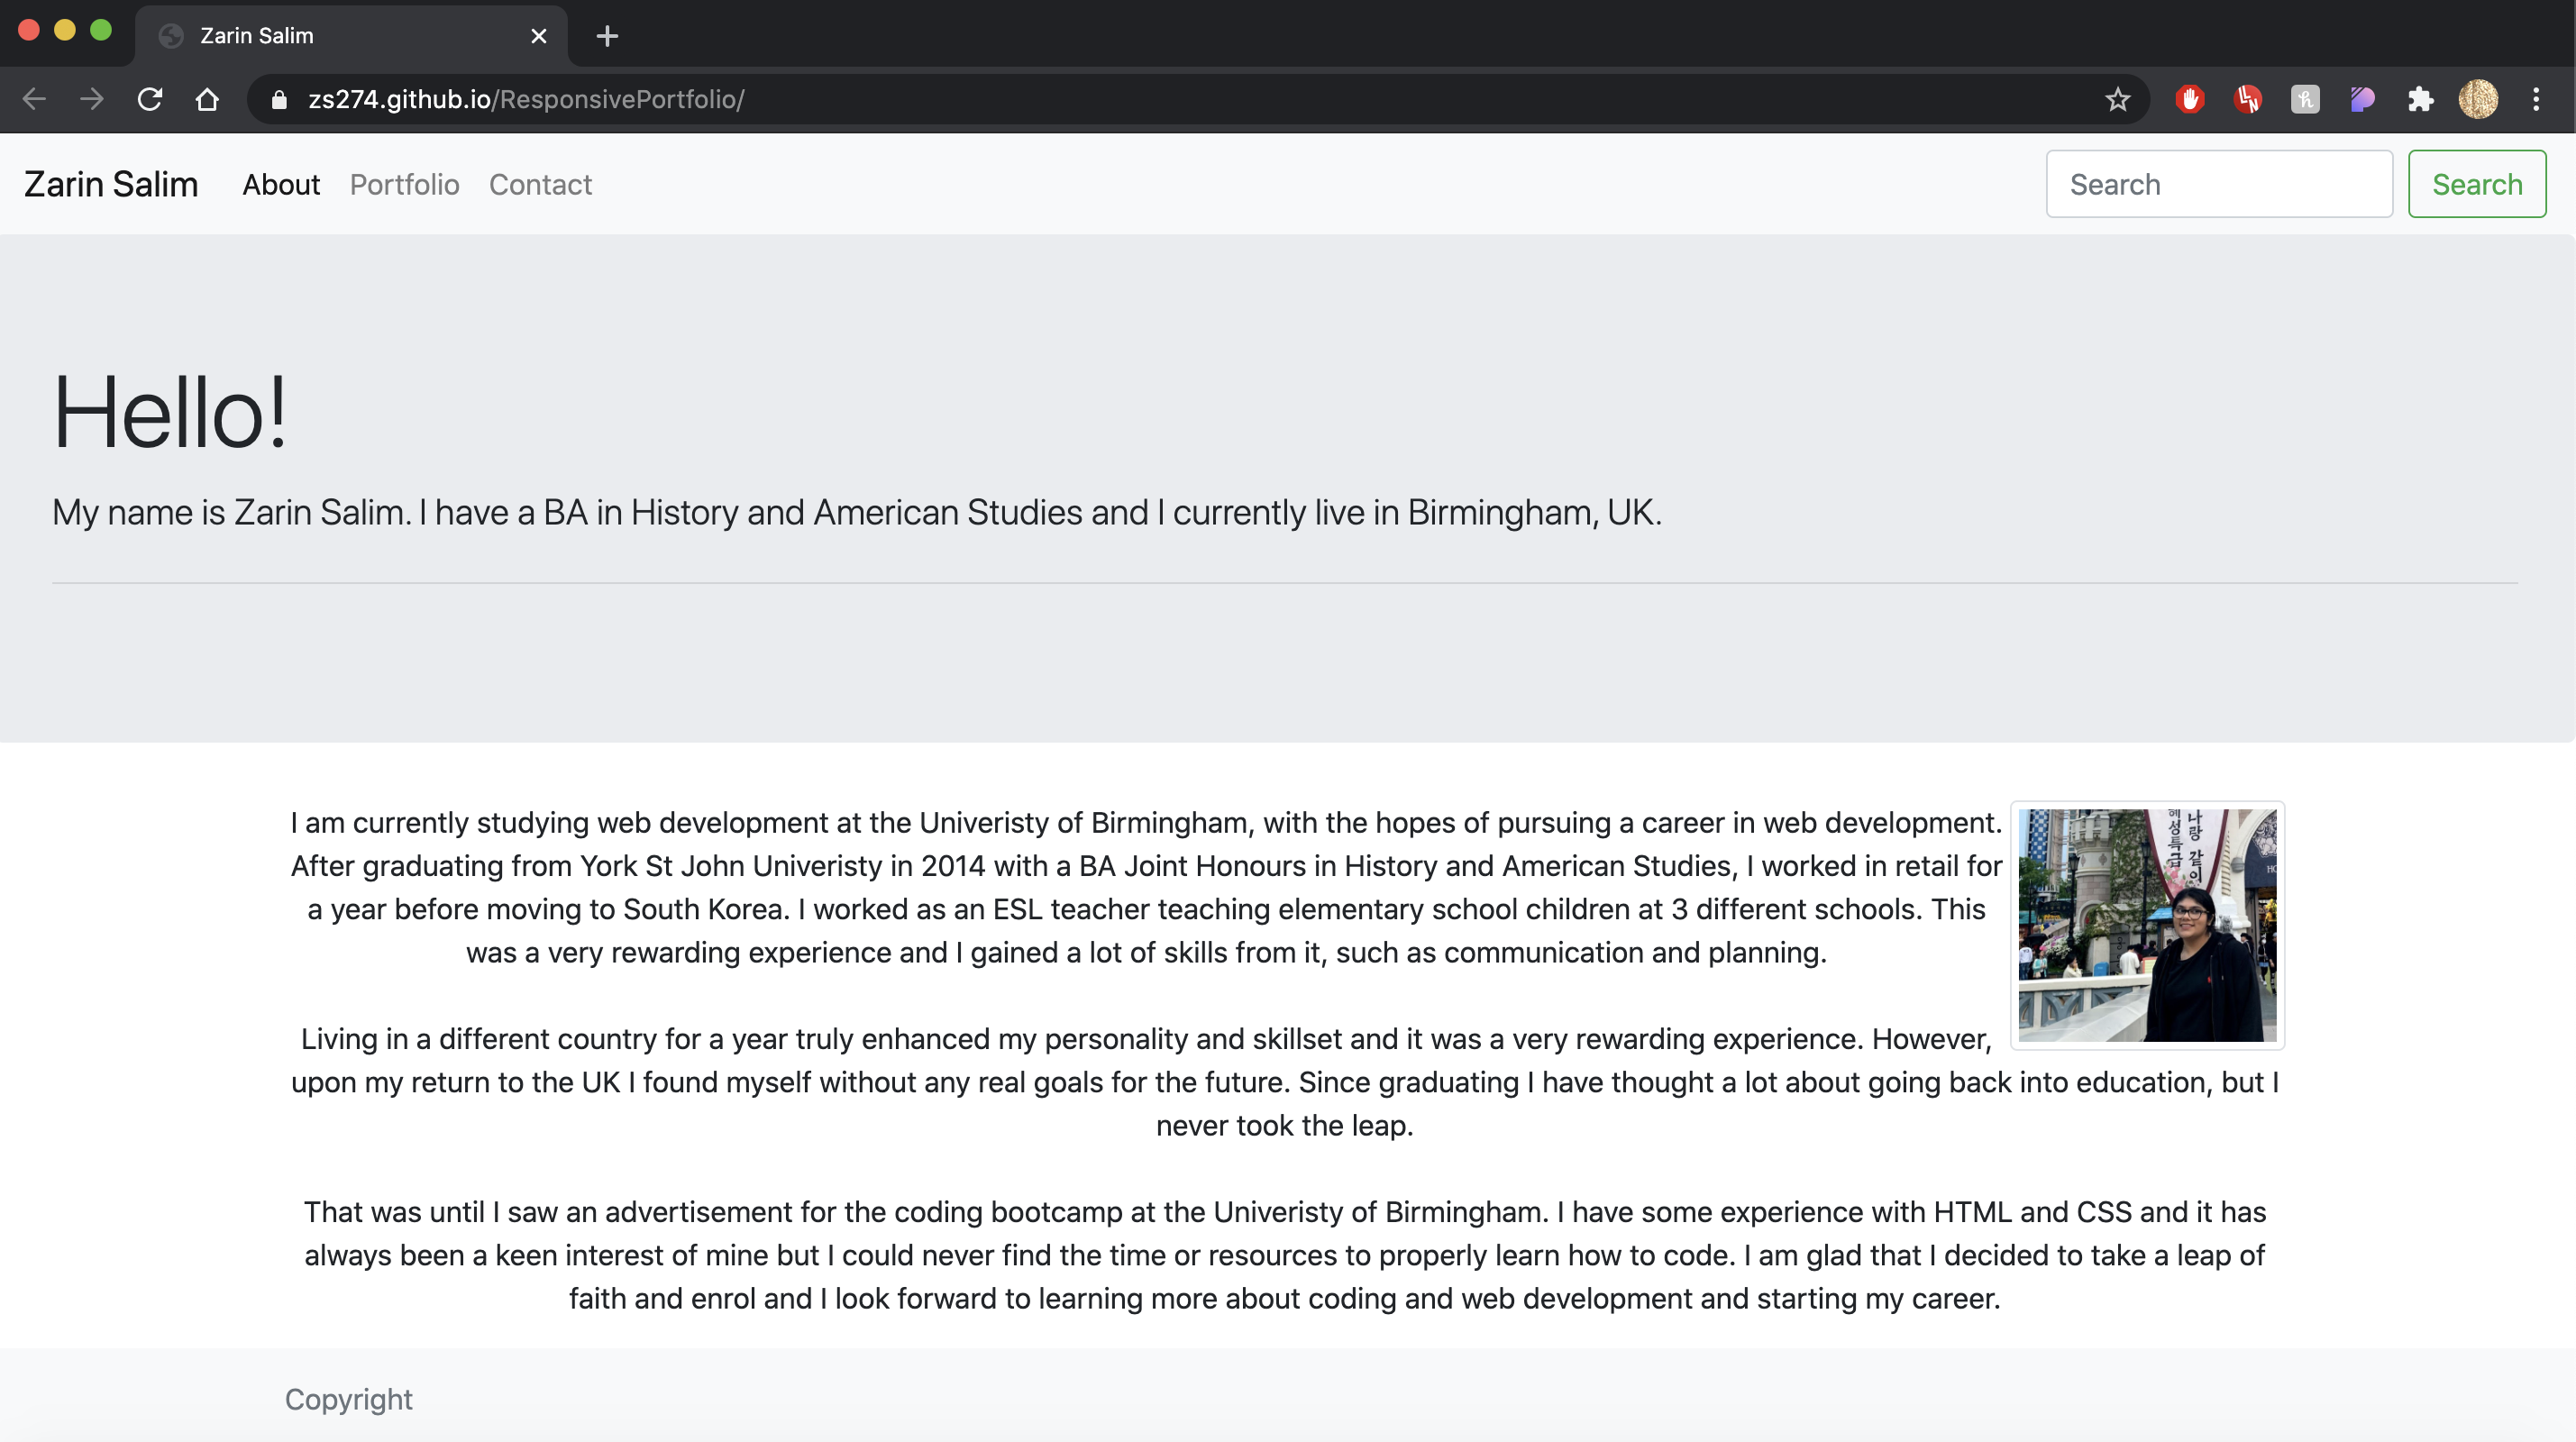 Zarin Salim
zs274.github.io/ResponsivePortfolio/
Zarin Salim About Portfolio Contact Search Search
Hello!
My name is Zarin Salim. I have a BA in History and American Studies and I currently live in Birmingham, UK.
I am currently studying web development at the Univeristy of Birmingham, with the hopes of pursuing a career in web development.
After graduating from York St John Univeristy in 2014 with a BA Joint Honours in History and American Studies, I worked in retail for
a year before moving to South Korea. I worked as an ESL teacher teaching elementary school children at 3 different schools. This
was a very rewarding experience and I gained a lot of skills from it, such as communication and planning.
Living in a different country for a year truly enhanced my personality and skillset and it was a very rewarding experience. However,
upon my return to the UK I found myself without any real goals for the future. Since graduating I have thought a lot about going back into education, but I
never took the leap.
That was until I saw an advertisement for the coding bootcamp at the Univeristy of Birmingham. I have some experience with HTML and CSS and it has
always been a keen interest of mine but I could never find the time or resources to properly learn how to code. I am glad that I decided to take a leap of
faith and enrol and I look forward to learning more about coding and web development and starting my career.
Copyright